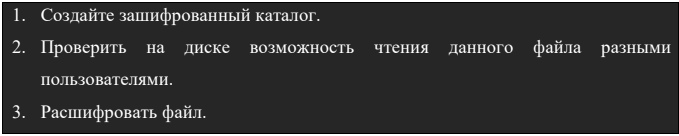 1. Создайте зашифрованный каталог.
2. Проверить на диске возможность чтения данного файла разными
пользователями.
3. Расшифровать файл.